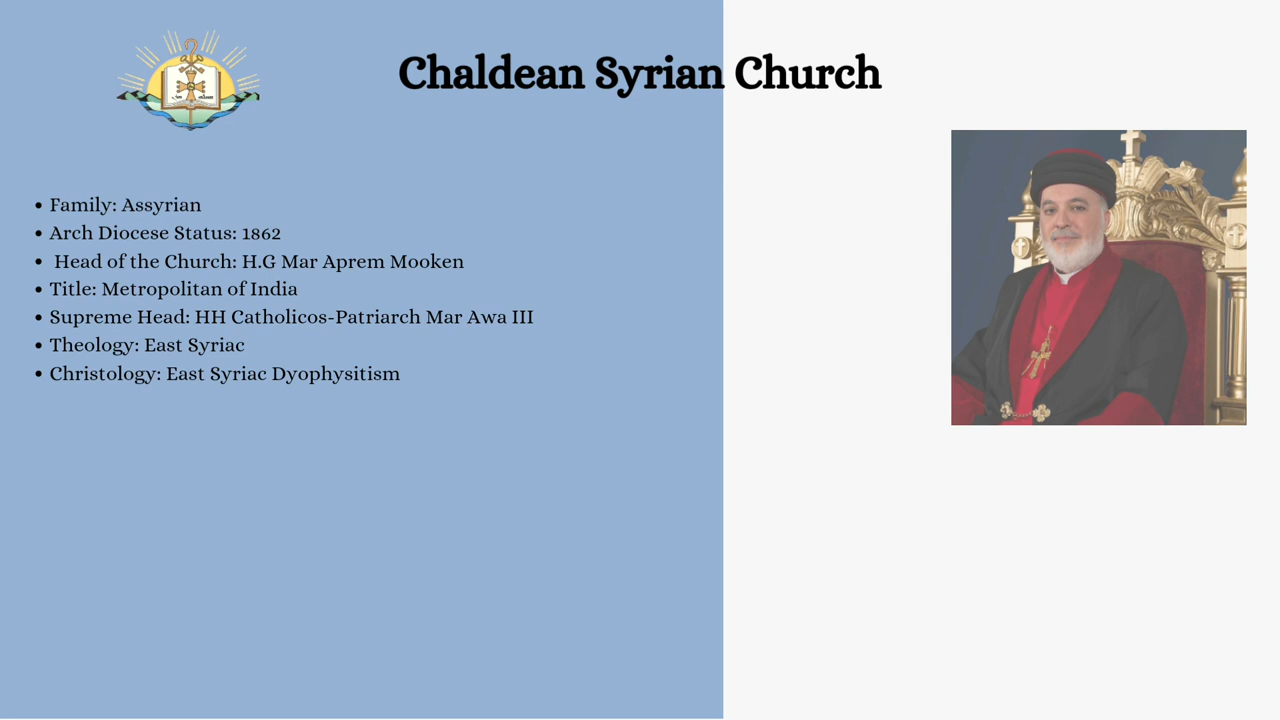 Chaldean Syrian Church
• Family: Assyrian
• Arch Diocese Status: 1862
• Head of the Church: H.G Mar Aprem Mooken
• Title: Metropolitan of India
• Supreme Head: HH Catholicos-Patriarch Mar Awa III
• Theology: East Syriac
• Christology: East Syriac Dyophysitism